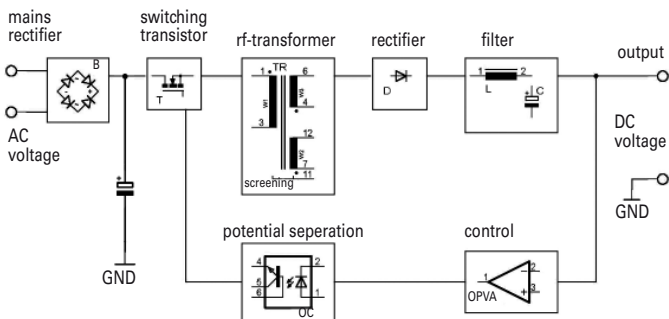 mains
rectifier
switching
transistor
rf-transformer
rectifier
filter
output
B
T
TR
1
6
W1
W3
4
3
12
W2
7
11
screening
D
1
2
L
+
C
AC
voltage
DC
voltage
+
GND
GND
potential seperation
control
4
5
6
2
1
OC
1
2
3
-
+
OPVA